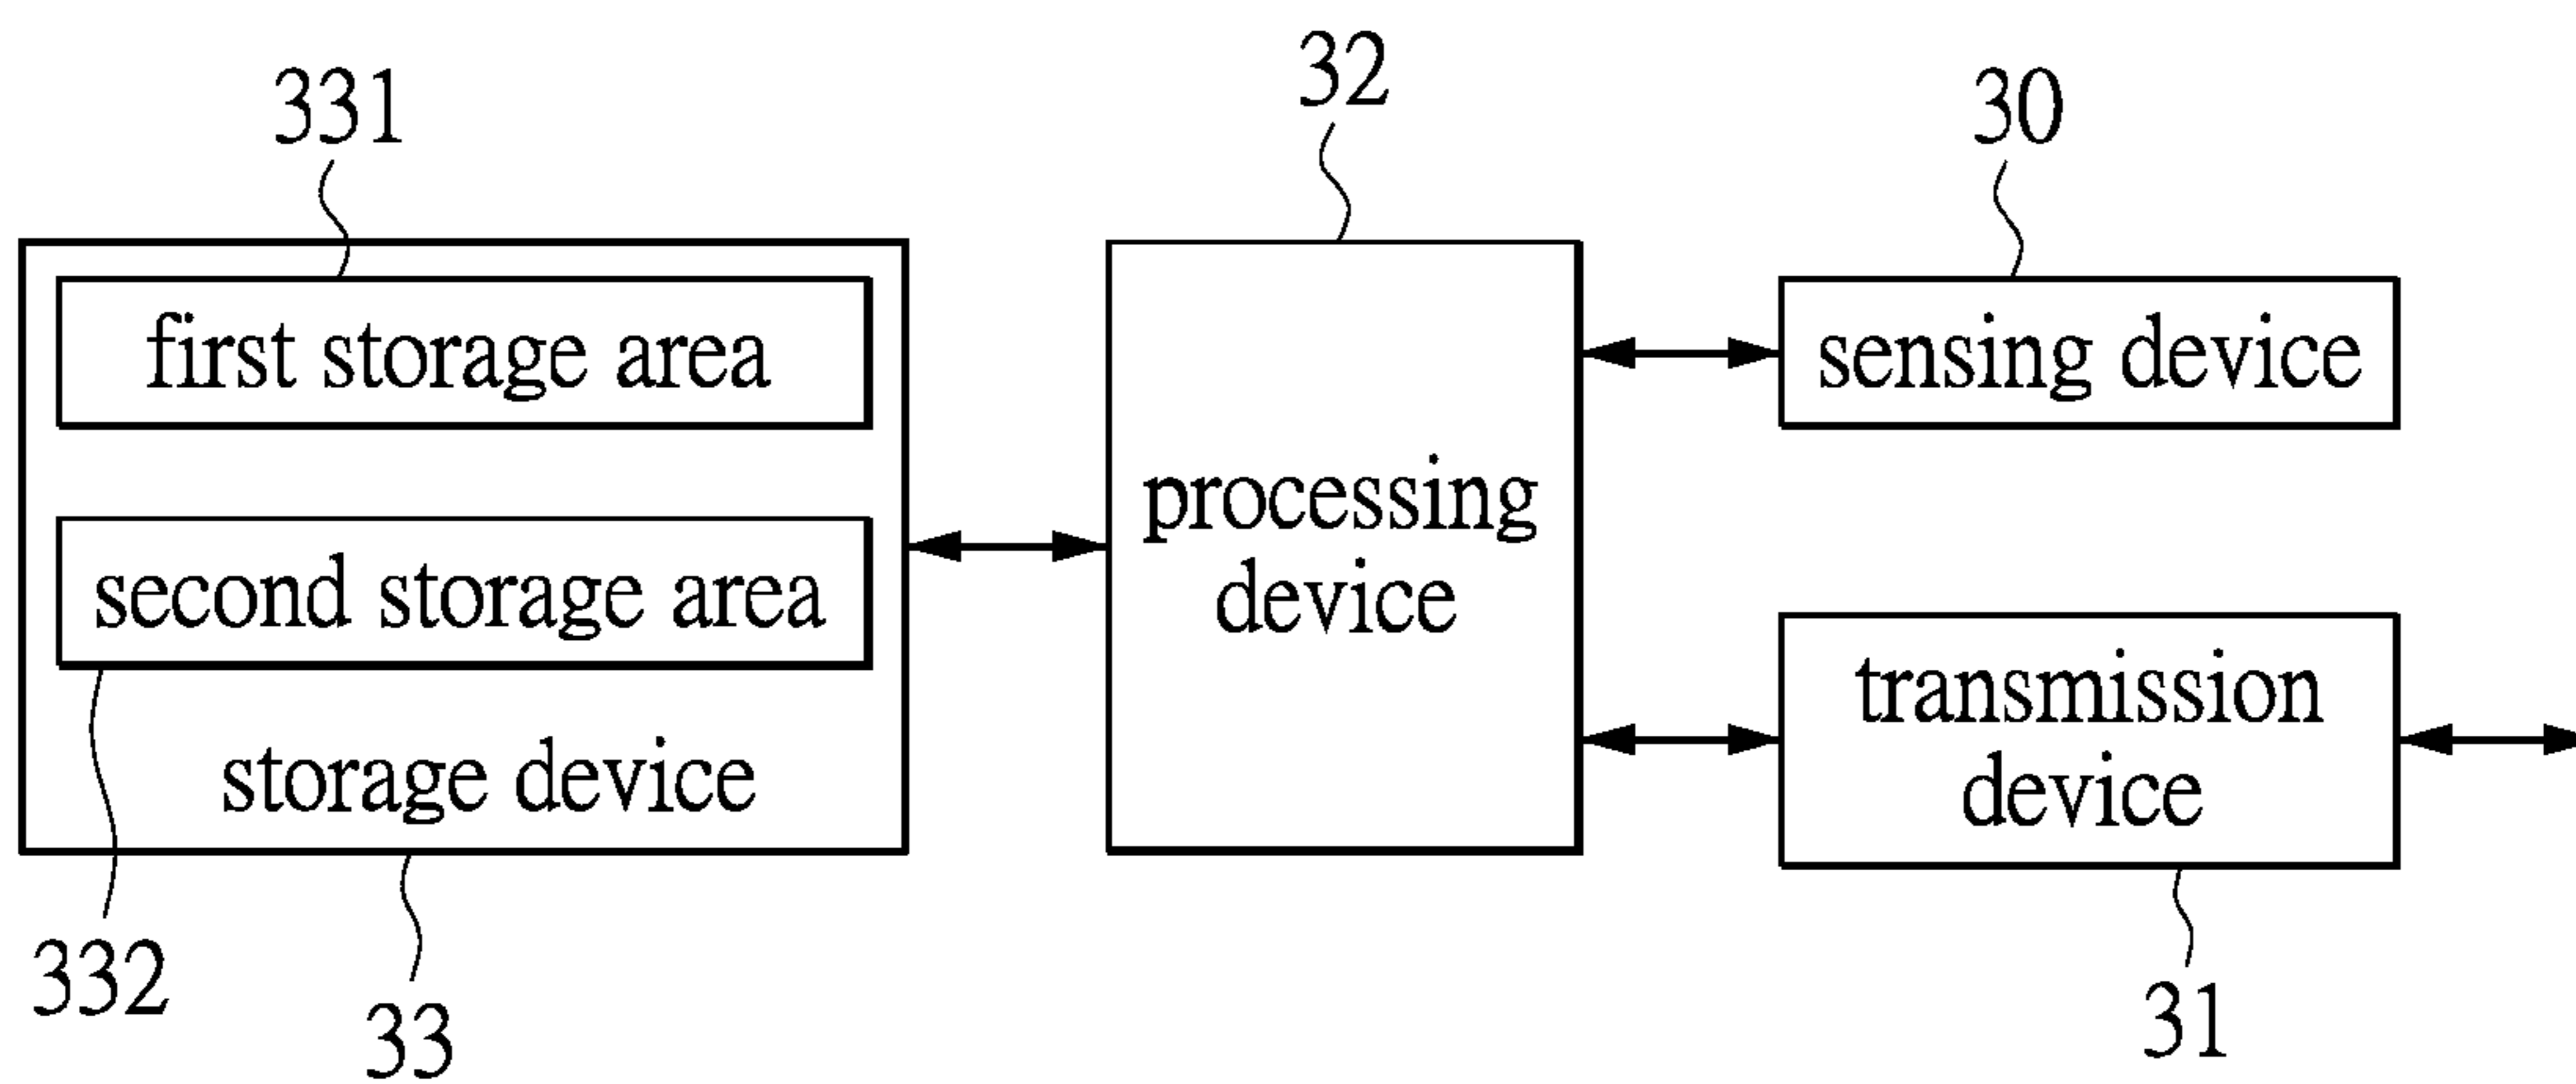 331
32
30
first storage area
sensing device
processing
device
second storage area
transmission
device
storage device
332
33
31